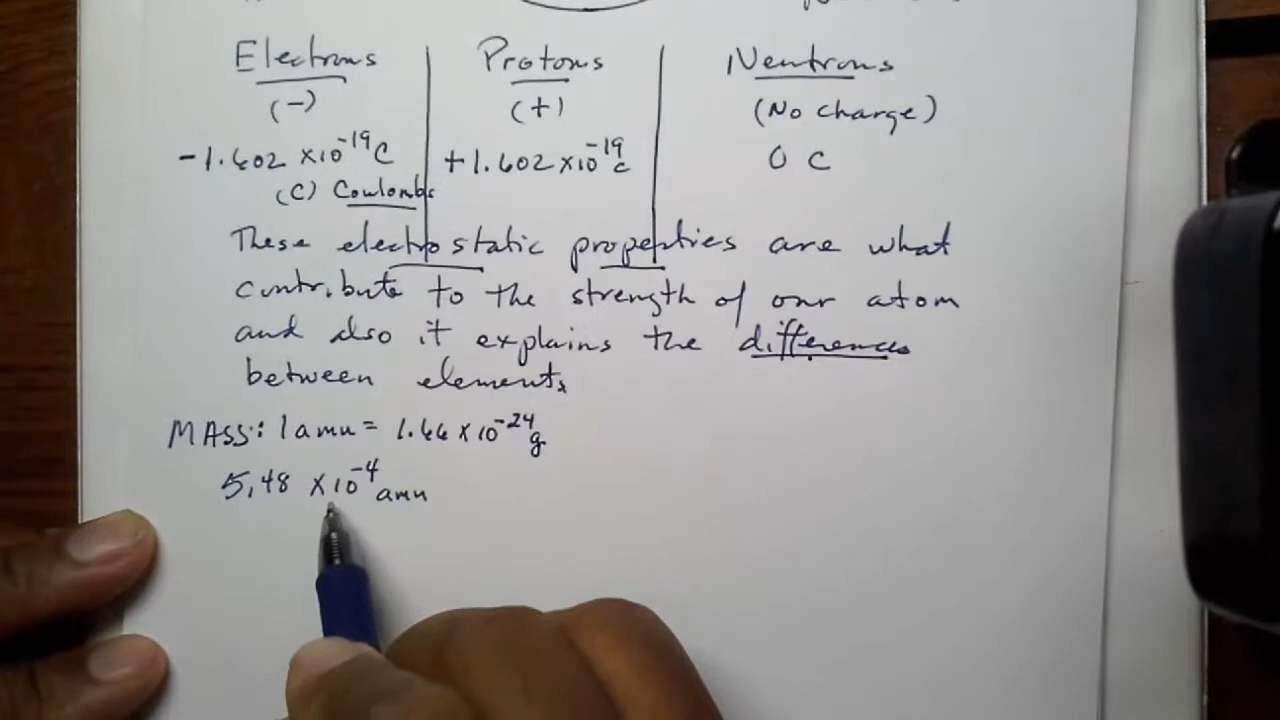 Electrons Protons Neutrons
(-) (+) (No charge)
-1.602 ×10⁻¹⁹ C +1.602 ×10⁻¹⁹ C 0 C
(C) Coulombs
These electrostatic properties are what
contribute to the strength of our atom
and also it explains the differences
between elements.
MASS: 1 amu = 1.66 × 10⁻²⁴ g
5.48 ×10⁻⁴ amu